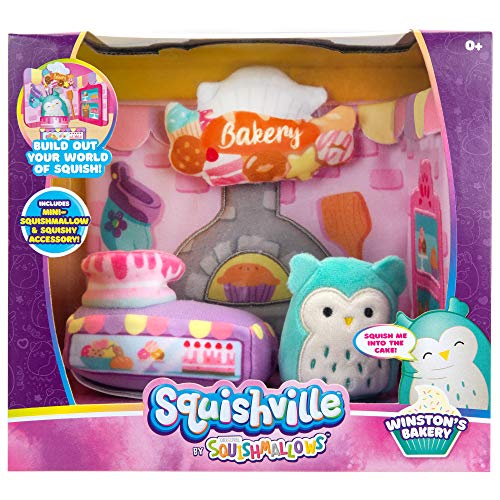 0+
BUILD OUT
YOUR WORLD
OF SQUISH!
INCLUDES
MINI-
SQUISHMALLOW
& SQUISHY
ACCESSORY!
Bakery
SQUISH ME
INTO THE
CAKE!
Squishville
BY
SQUISHMALLOWS™
WINSTON'S
BAKERY